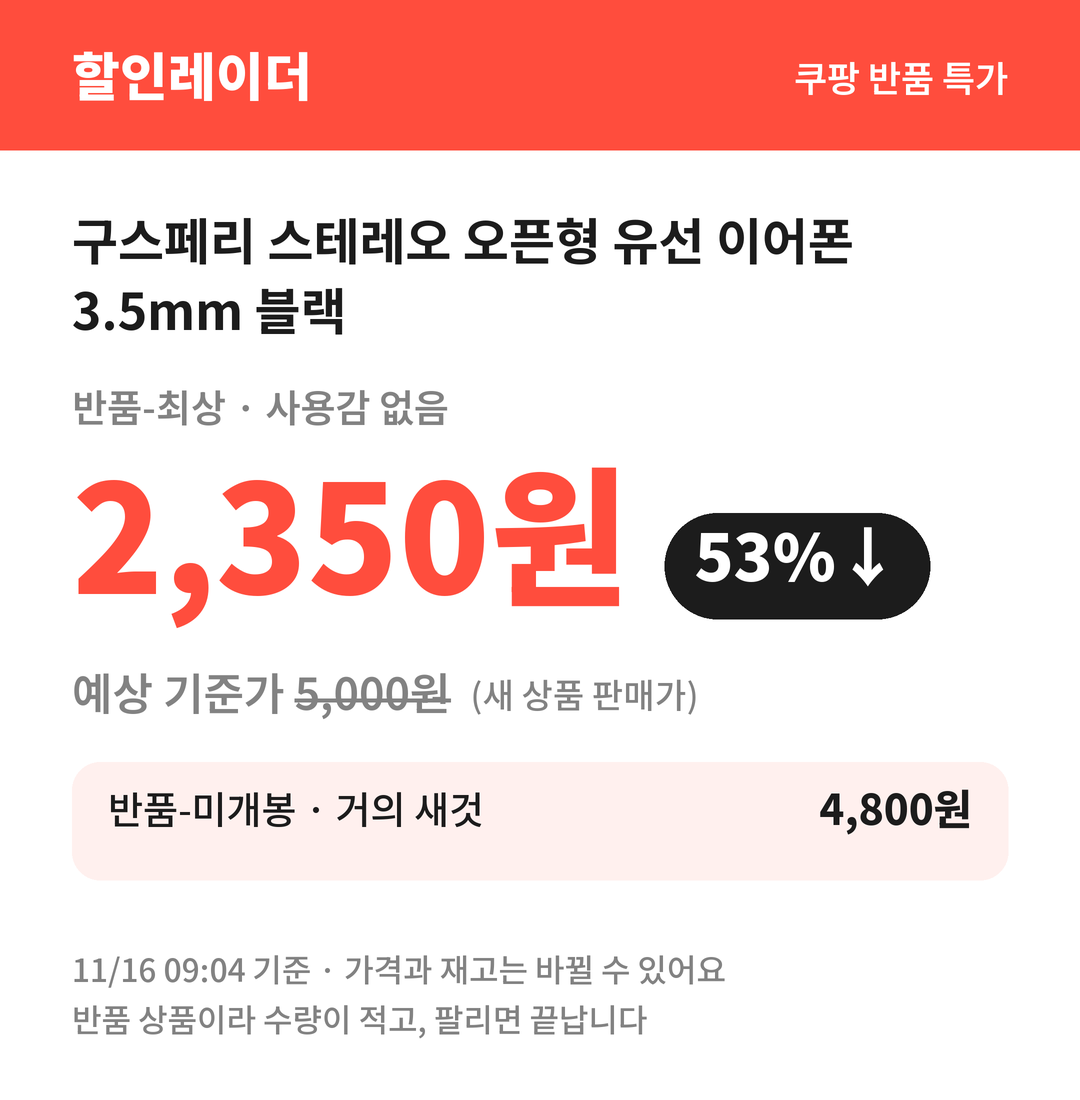 할인레이더
쿠팡 반품 특가
구스페리 스테레오 오픈형 유선 이어폰
3.5mm 블랙
반품-최상 · 사용감 없음
2,350원 53%↓
예상 기준가 5,000원 (새 상품 판매가)
반품-미개봉 · 거의 새것 4,800원
11/16 09:04 기준 · 가격과 재고는 바뀔 수 있어요
반품 상품이라 수량이 적고, 팔리면 끝납니다